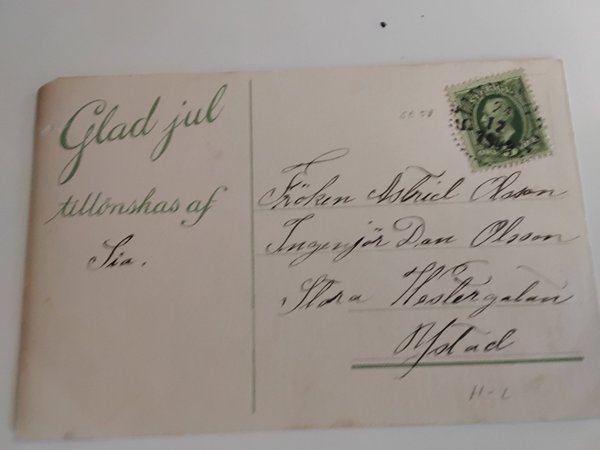 Glad jul
tillönskas af
Sia.
Fröken Astrid Olsson
Ingenjör Dan Olsson
Stora Westergatan
Ystad
H-L